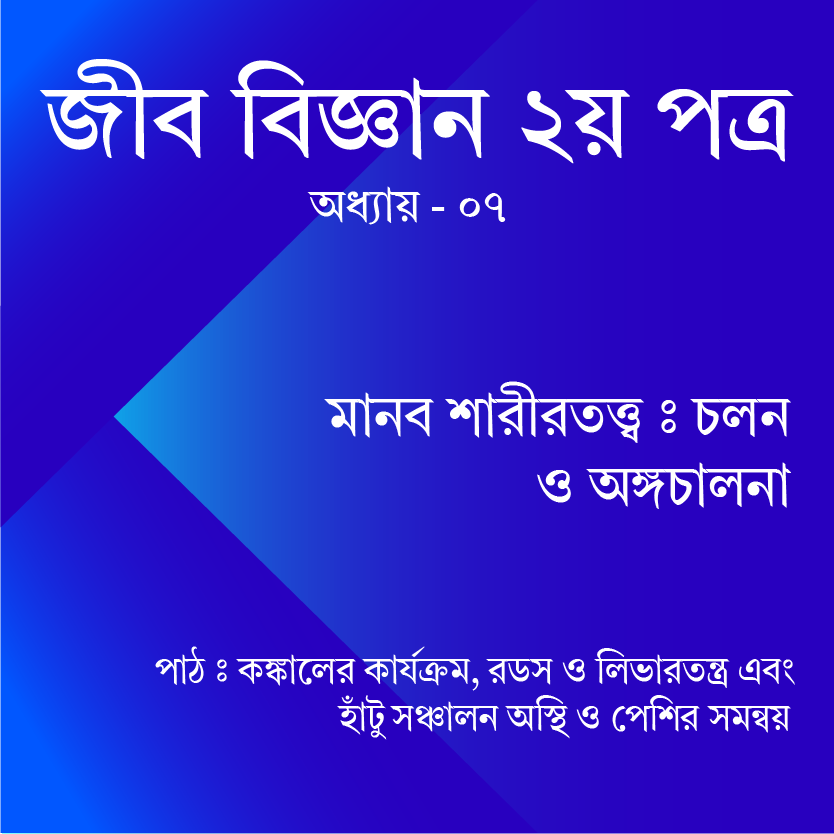 জীব বিজ্ঞান ২য় পত্র
অধ্যায় - ০৭
মানব শারীরতত্ত্ব ঃ চলন
ও অঙ্গচালনা
পাঠ ঃ কঙ্কালের কার্যক্রম, রডস ও লিভারতন্ত্র এবং
হাঁটু সঞ্চালন অস্থি ও পেশির সমন্বয়